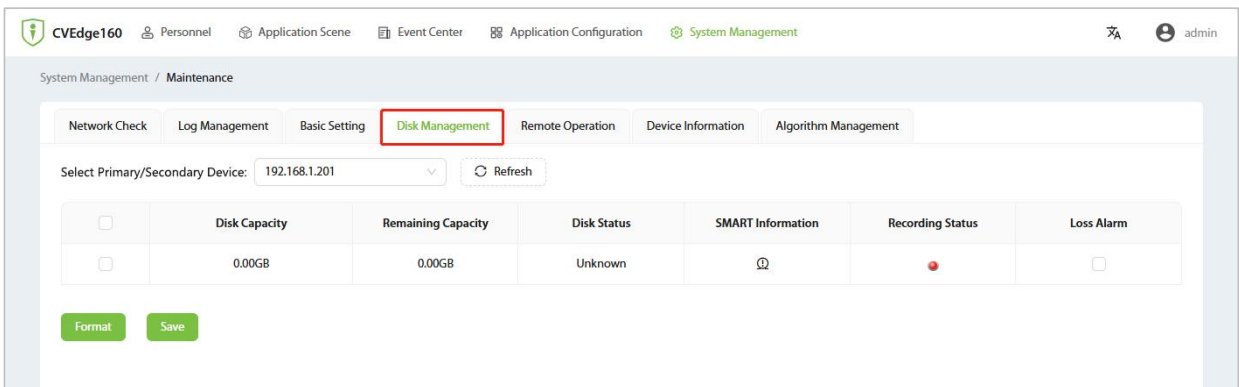 CVEdge160 Personnel Application Scene Event Center Application Configuration System Management admin
System Management / Maintenance
Network Check Log Management Basic Setting Disk Management Remote Operation Device Information Algorithm Management
Select Primary/Secondary Device: 192.168.1.201 Refresh
Disk Capacity Remaining Capacity Disk Status SMART Information Recording Status Loss Alarm
0.00GB 0.00GB Unknown
Format Save